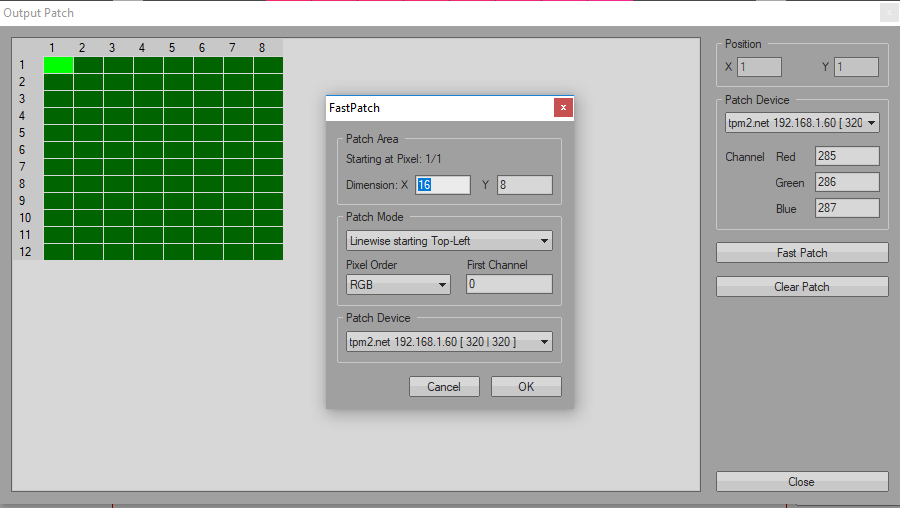 Output Patch
x
1 2 3 4 5 6 7 8
1
2
3
4
5
6
7
8
9
10
11
12
FastPatch
x
Patch Area
Starting at Pixel: 1/1
Dimension: X 16 Y 8
Patch Mode
Linewise starting Top-Left
Pixel Order First Channel
RGB 0
Patch Device
tpm2.net 192.168.1.60 [ 320 | 320 ]
Cancel OK
Position
X 1 Y 1
Patch Device
tpm2.net 192.168.1.60 [ 320
Channel Red 285
Green 286
Blue 287
Fast Patch
Clear Patch
Close